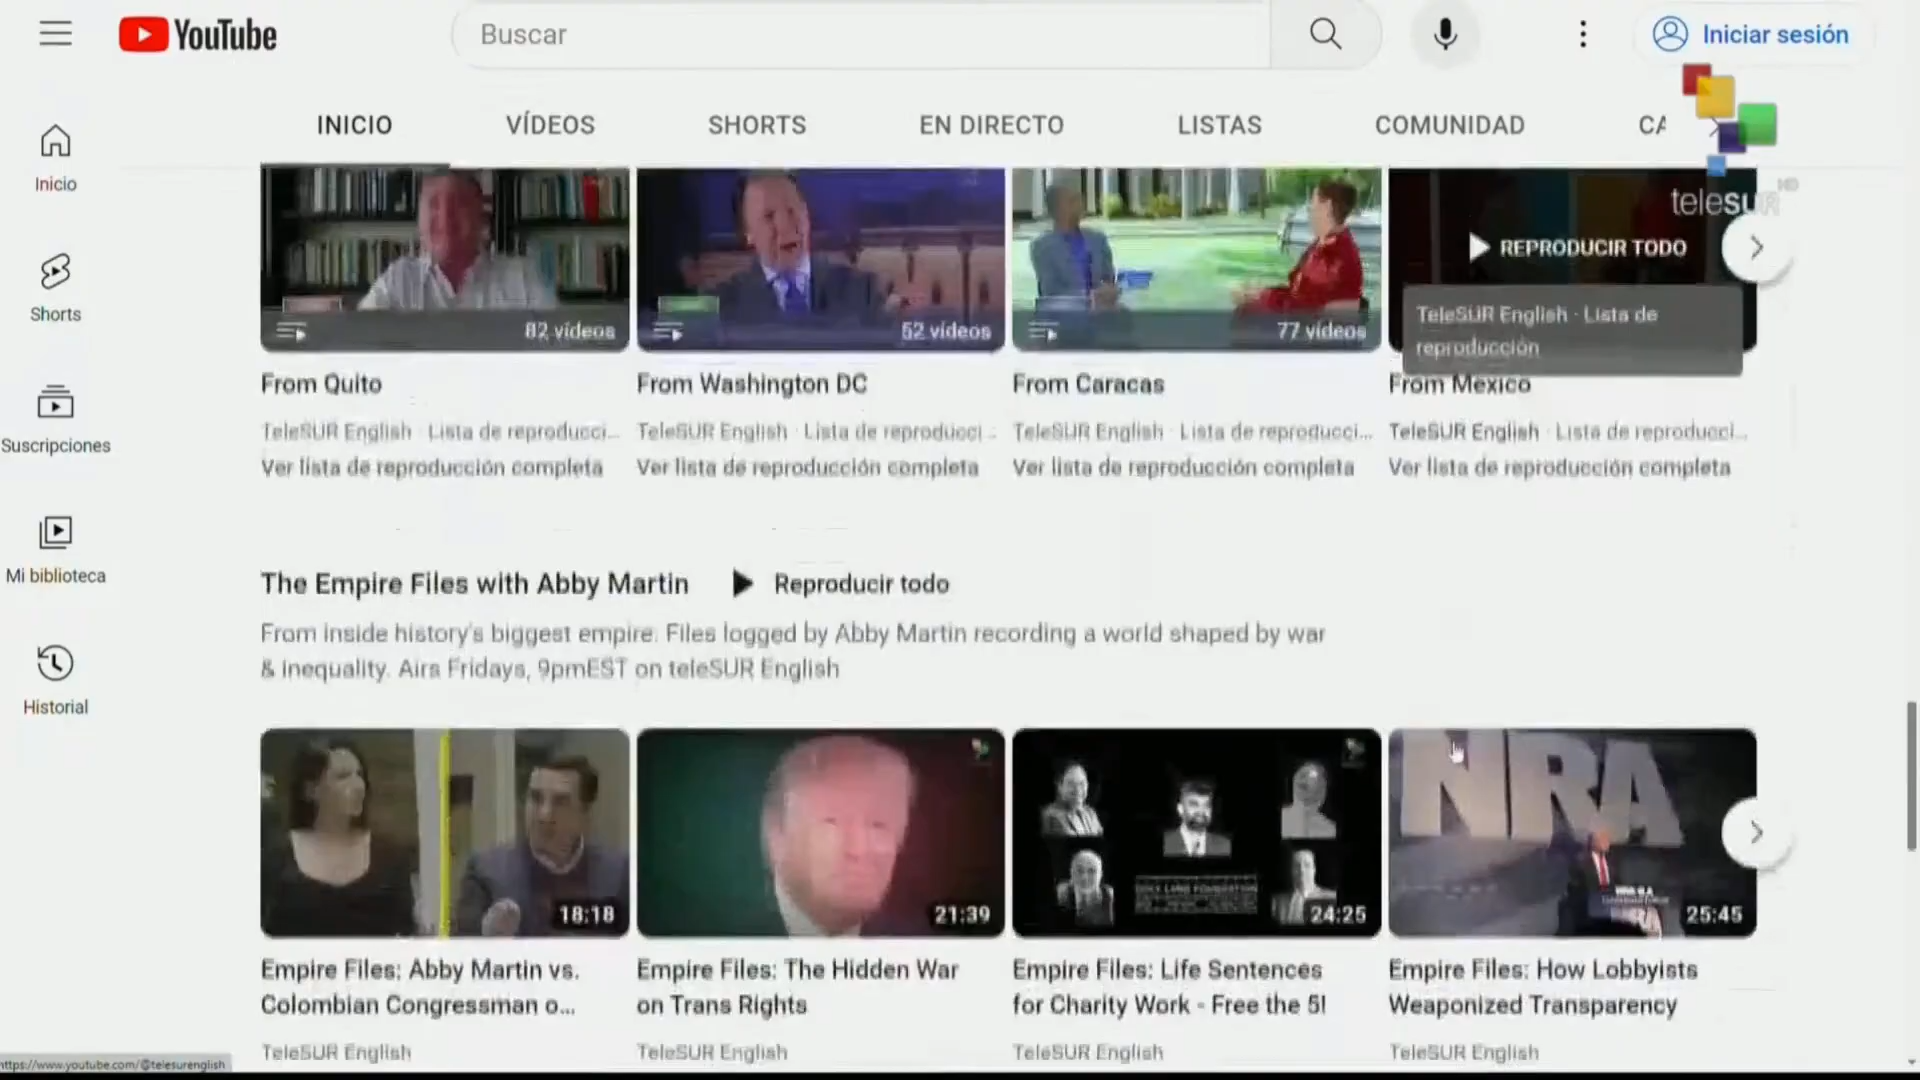 YouTube
Buscar
Iniciar sesión
INICIO
VÍDEOS
SHORTS
EN DIRECTO
LISTAS
COMUNIDAD
CA
Inicio
Shorts
Suscripciones
Mi biblioteca
Historial
telesur
HD
82 vídeos
52 vídeos
77 vídeos
REPRODUCIR TODO
TeleSUR English · Lista de
reproducción
From Quito
From Washington DC
From Caracas
From Mexico
TeleSUR English · Lista de reproducci...
TeleSUR English · Lista de reproducci...
TeleSUR English · Lista de reproducci...
TeleSUR English · Lista de reproducci...
Ver lista de reproducción completa
Ver lista de reproducción completa
Ver lista de reproducción completa
Ver lista de reproducción completa
The Empire Files with Abby Martin
Reproducir todo
From inside history's biggest empire. Files logged by Abby Martin recording a world shaped by war
& inequality. Airs Fridays, 9pmEST on teleSUR English
NRA
18:18
21:39
24:25
25:45
Empire Files: Abby Martin vs.
Colombian Congressman o...
Empire Files: The Hidden War
on Trans Rights
Empire Files: Life Sentences
for Charity Work - Free the 5!
Empire Files: How Lobbyists
Weaponized Transparency
TeleSUR English
TeleSUR English
TeleSUR English
TeleSUR English
https://www.youtube.com/@telesurenglish